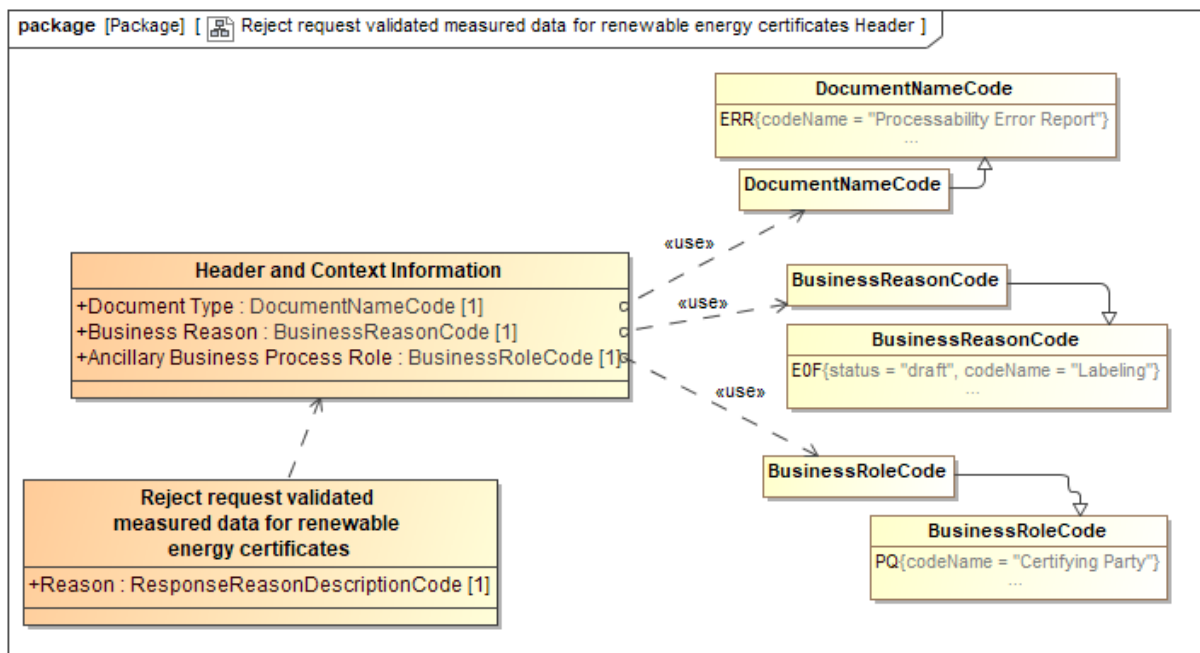 package [Package] [ Reject request validated measured data for renewable energy certificates Header ]
DocumentNameCode
ERR{codeName = "Processability Error Report"}
...
DocumentNameCode
«use»
Header and Context Information
+Document Type : DocumentNameCode [1]
+Business Reason : BusinessReasonCode [1]
+Ancillary Business Process Role : BusinessRoleCode [1]
«use»
BusinessReasonCode
BusinessReasonCode
E0F{status = "draft", codeName = "Labeling"}
...
«use»
BusinessRoleCode
BusinessRoleCode
PQ{codeName = "Certifying Party"}
...
Reject request validated
measured data for renewable
energy certificates
+Reason : ResponseReasonDescriptionCode [1]